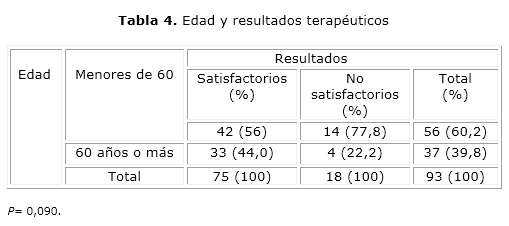 Tabla 4. Edad y resultados terapéuticos
Edad
Menores de 60
Resultados
Satisfactorios (%)
No satisfactorios (%)
Total (%)
42 (56) 14 (77,8) 56 (60,2)
60 años o más 33 (44,0) 4 (22,2) 37 (39,8)
Total 75 (100) 18 (100) 93 (100)
P= 0,090.